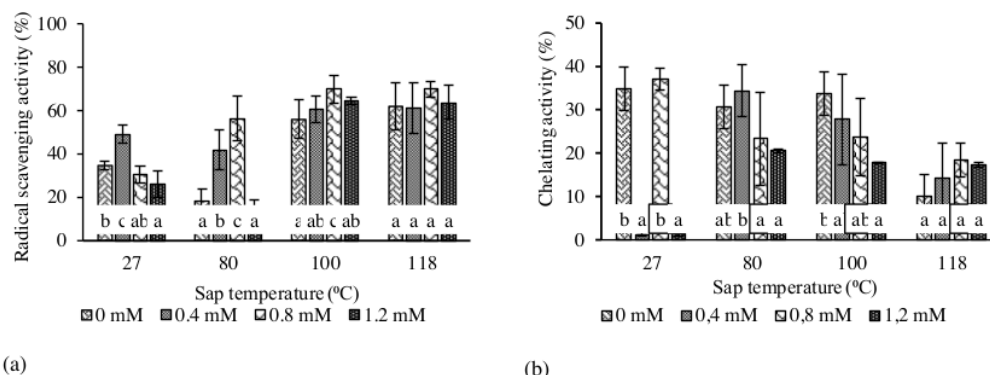 (a)
Radical scavenging activity (%)
100
80
60
40
20
0
b c ab a
a b c a
a ab c ab
a a a a
27 80 100 118
Sap temperature (ºC)
0 mM 0.4 mM 0.8 mM 1.2 mM
(b)
Chelating activity (%)
50
40
30
20
10
0
b a b a
ab b a a
b a ab a
a a a a
27 80 100 118
Sap temperature (ºC)
0 mM 0,4 mM 0,8 mM 1,2 mM